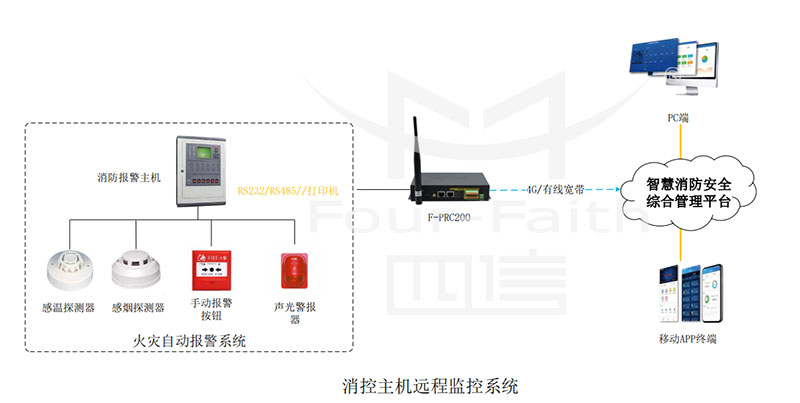 PC端
消防报警主机
RS232/RS485//打印机
4G/有线宽带
智慧消防安全
综合管理平台
F-PRC200
Four-Faith
四信
感温探测器
感烟探测器
手动报警
按钮
声光警报
器
火灾自动报警系统
移动APP终端
消控主机远程监控系统